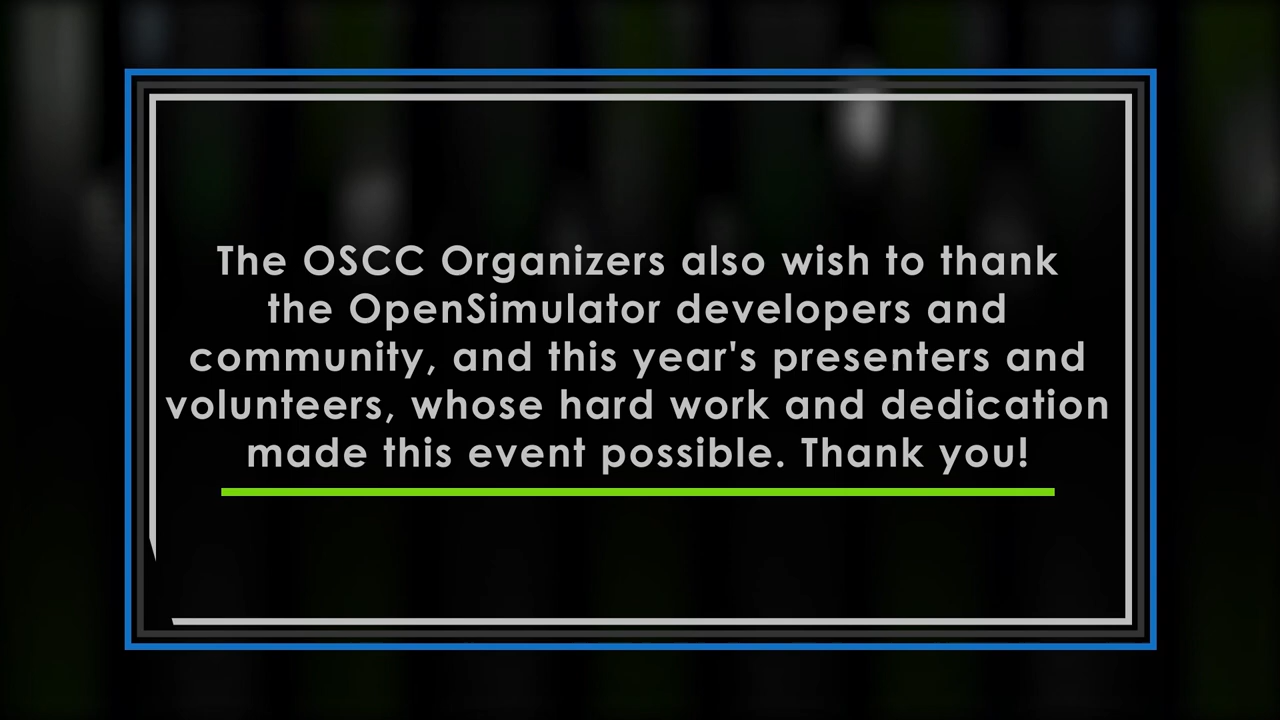 The OSCC Organizers also wish to thank
the OpenSimulator developers and
community, and this year's presenters and
volunteers, whose hard work and dedication
made this event possible. Thank you!